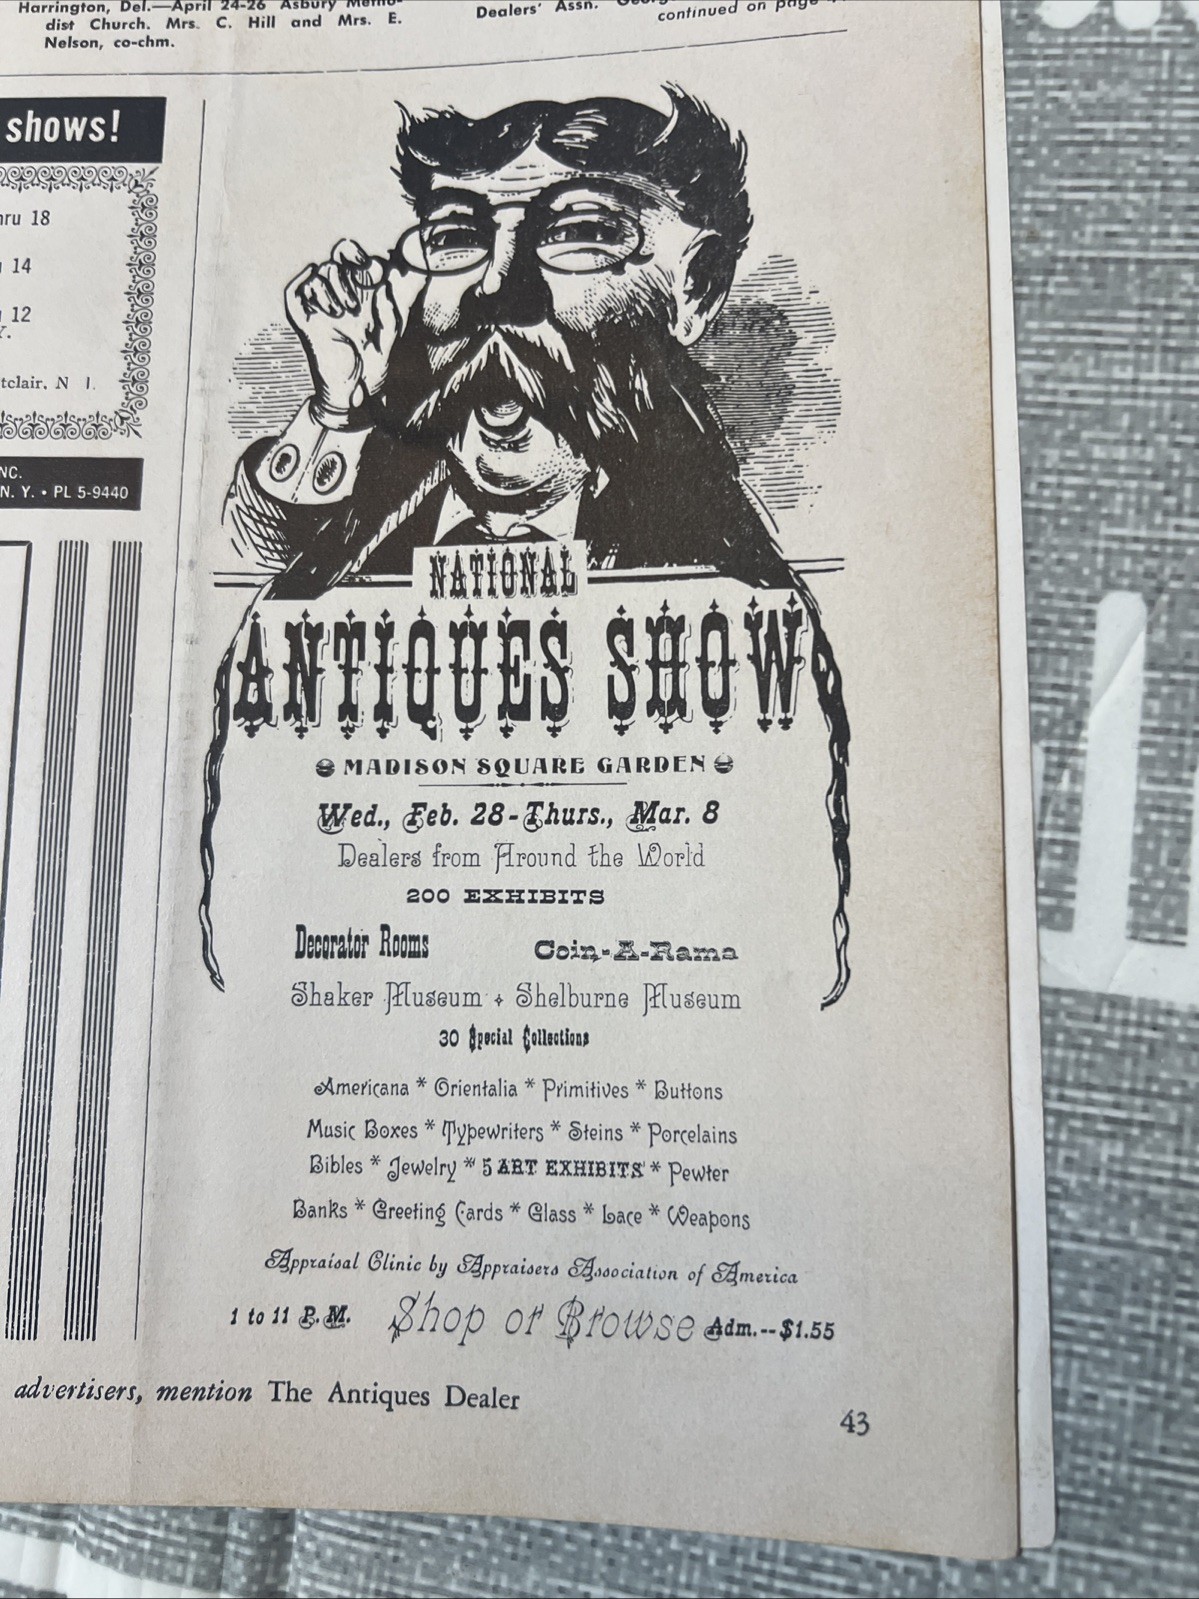 Harrington, Del.—April 24-26 Asbury
dist Church. Mrs. C. Hill and Mrs. E.
Nelson, co-chm.
Dealers' Assn.
continued on page
shows!
18
14
12
N. J.
N. Y. • PL 5-9440
NATIONAL
ANTIQUES SHOW
MADISON SQUARE GARDEN
Wed., Feb. 28-Thurs., Mar. 8
Dealers from Around the World
200 EXHIBITS
Decorator Rooms Coin-A-Rama
Shaker Museum + Shelburne Museum
30 Special Collections
Americana * Orientalia * Primitives * Buttons
Music Boxes * Typewriters * Steins * Porcelains
Bibles * Jewelry * 5 ART EXHIBITS * Pewter
Banks * Greeting Cards * Glass * Lace * Weapons
Appraisal Clinic by Appraisers Association of America
1 to 11 P.M. Shop or Browse Adm.--$1.55
advertisers, mention The Antiques Dealer
43